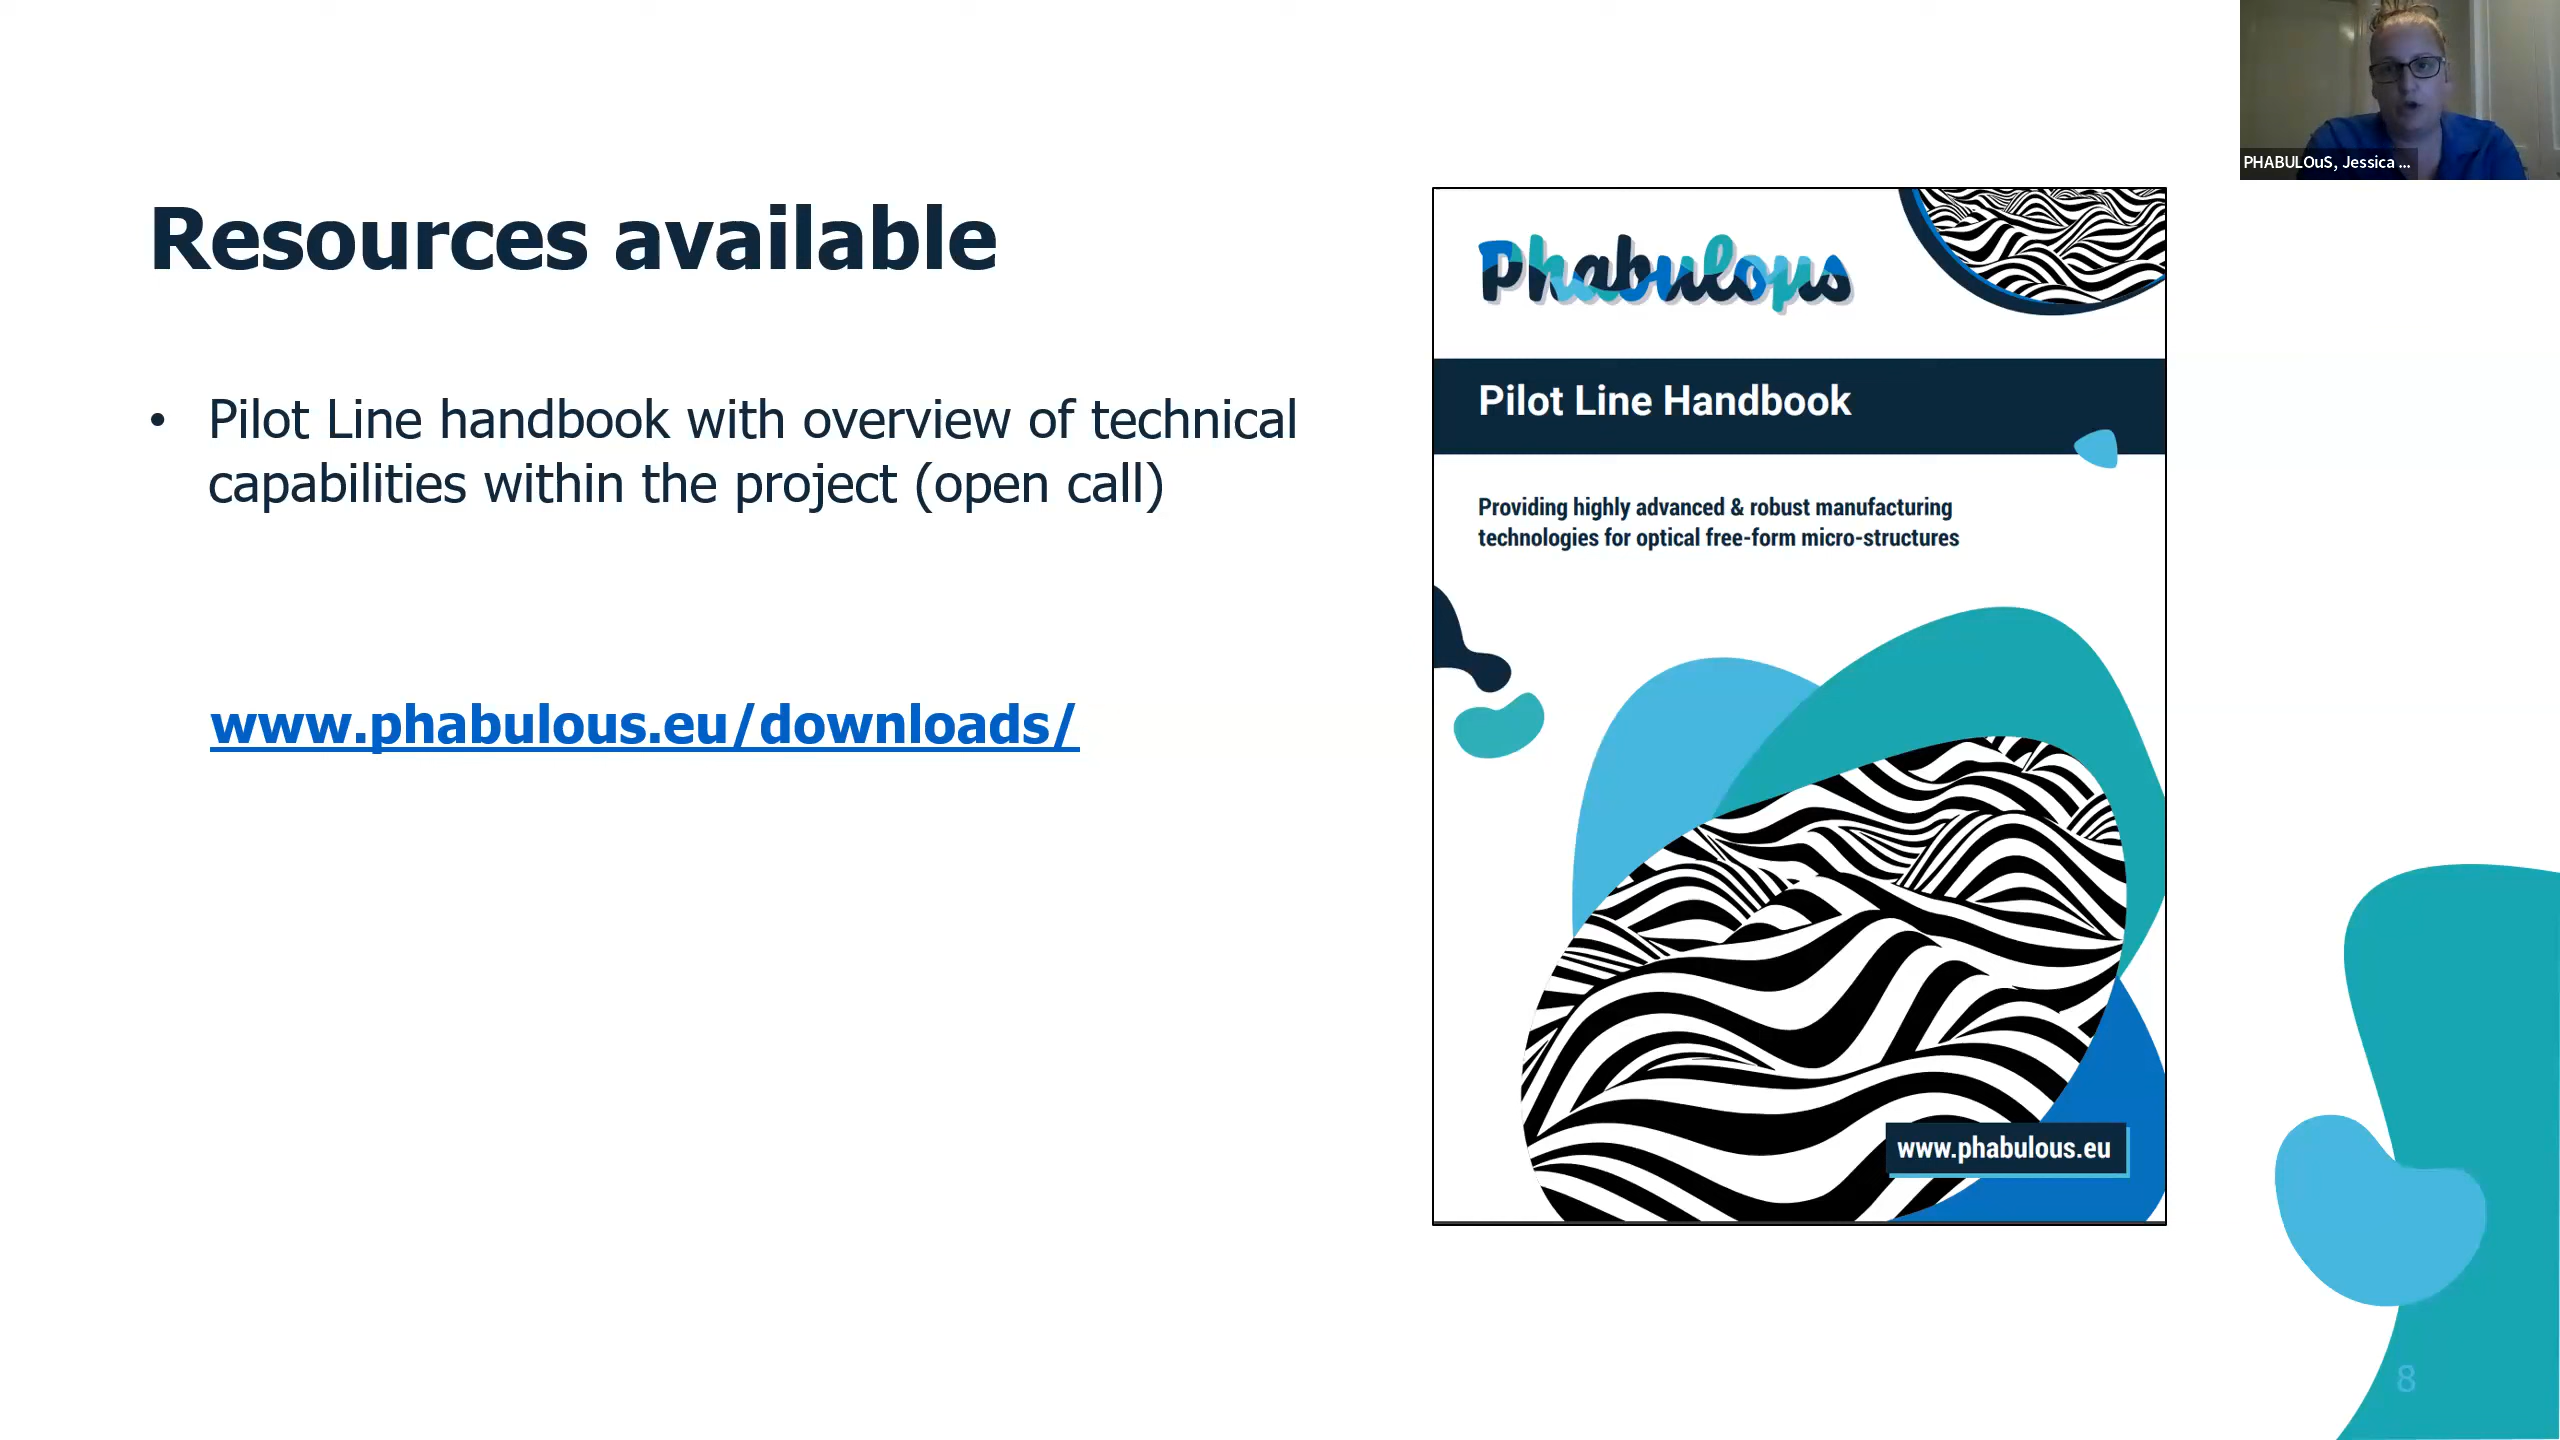 PHABULOuS, Jessica ...
Resources available
• Pilot Line handbook with overview of technical
capabilities within the project (open call)
www.phabulous.eu/downloads/
Phabulous
Pilot Line Handbook
Providing highly advanced & robust manufacturing
technologies for optical free-form micro-structures
www.phabulous.eu
8